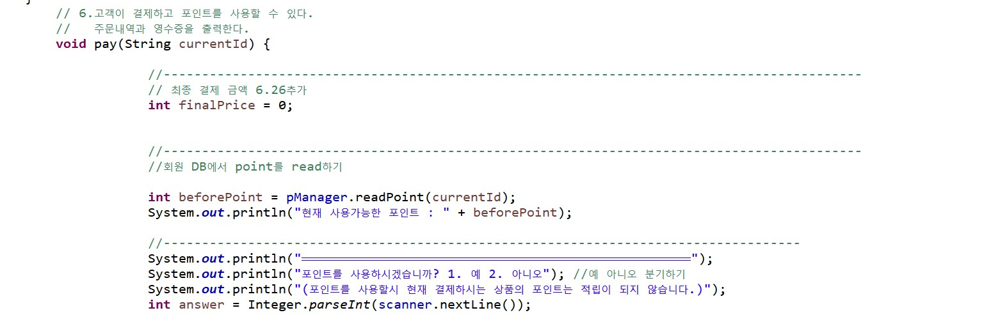 }
// 6.고객이 결제하고 포인트를 사용할 수 있다.
//   주문내역과 영수증을 출력한다.
void pay(String currentId) {
//-------------------------------------------------------------------------------------------
// 최종 결제 금액 6.26추가
int finalPrice = 0;
//-------------------------------------------------------------------------------------------
//회원 DB에서 point를 read하기
int beforePoint = pManager.readPoint(currentId);
System.out.println("현재 사용가능한 포인트 : " + beforePoint);
//-----------------------------------------------------------------------------------
System.out.println("═══════════════════════════════════════════════════");
System.out.println("포인트를 사용하시겠습니까? 1. 예 2. 아니오"); //예 아니오 분기하기
System.out.println("(포인트를 사용할시 현재 결제하시는 상품의 포인트는 적립이 되지 않습니다.)");
int answer = Integer.parseInt(scanner.nextLine());